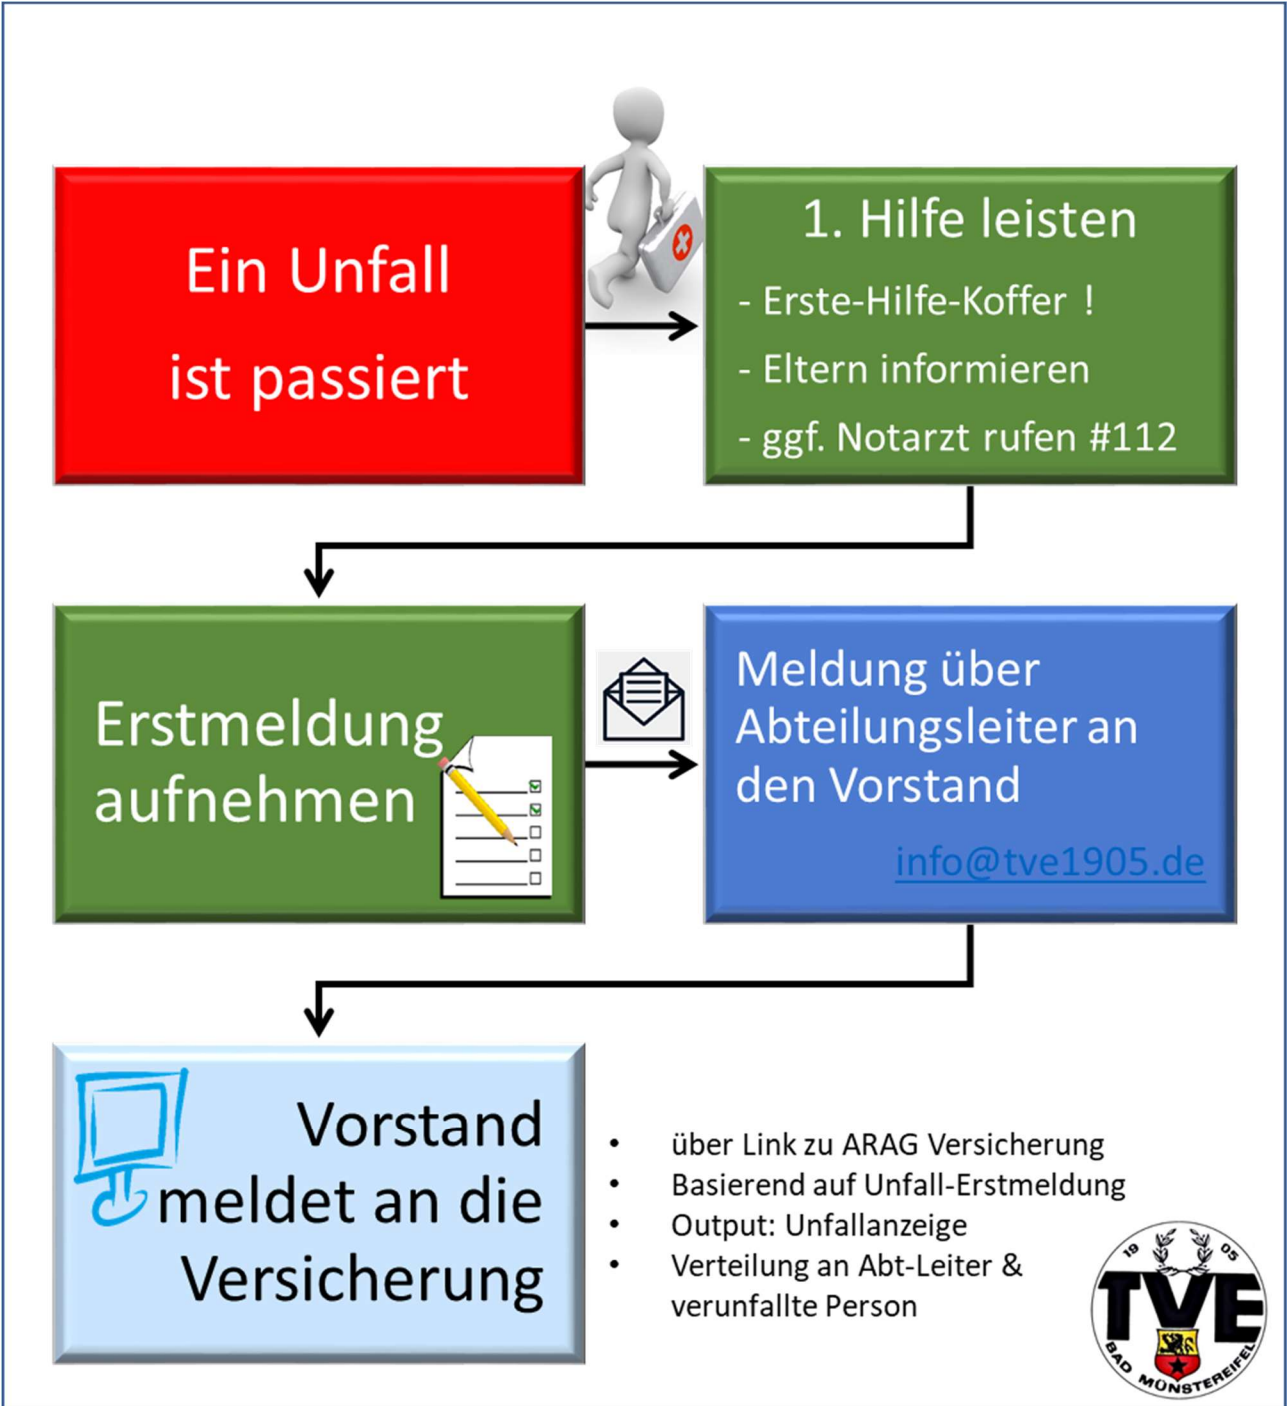 Ein Unfall
ist passiert
1. Hilfe leisten
- Erste-Hilfe-Koffer !
- Eltern informieren
- ggf. Notarzt rufen #112
Erstmeldung
aufnehmen
Meldung über
Abteilungsleiter an
den Vorstand
info@tve1905.de
Vorstand
meldet an die
Versicherung
• über Link zu ARAG Versicherung
• Basierend auf Unfall-Erstmeldung
• Output: Unfallanzeige
• Verteilung an Abt-Leiter &
verunfallte Person
19 05
TVE
BAD MÜNSTEREIFEL